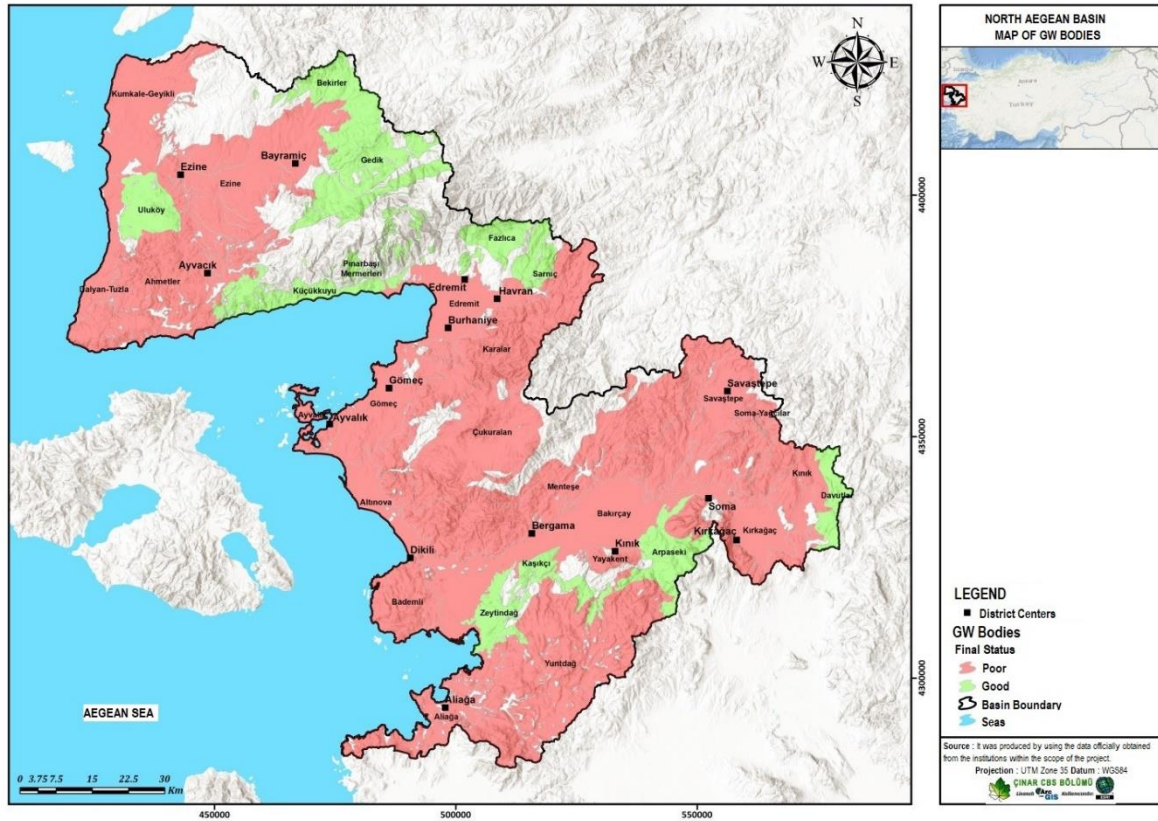 N
W E
S
Kumkale-Geyikli
Bekirler
Bayramiç
Gedik
Ezine
Ezine
Uluköy
Fazlıca
Ayvacık
Pınarbaşı
Mermerleri
Sarnıç
Ahmetler
Dalyan-Tuzla
Küçükkuyu
Edremit
Havran
Edremit
Burhaniye
Karalar
Gömeç
Gömeç
Savaştepe
Savaştepe
Soma-Yağcılar
Ayvalık
Çukuralan
Kınık
Davutlar
Menteşe
Altınova
Soma
Bakırçay
Bergama
Kırkağaç
Kırkağaç
Kınık
Arpaseki
Yayakent
Dikili
Kaşıkçı
Bademli
Zeytindağ
Yuntdağ
Aliağa
Aliağa
AEGEAN SEA
0 3.75 7.5 15 22.5 30
Km
450000 500000 550000
4400000
4350000
4300000
NORTH AEGEAN BASIN
MAP OF GW BODIES
LEGEND
District Centers
GW Bodies
Final Status
Poor
Good
Basin Boundary
Seas
Source : It was produced by using the data officially obtained
from the institutions within the scope of the project.
Projection : UTM Zone 35 Datum : WGS84
ÇINAR CBS BÖLÜMÜ